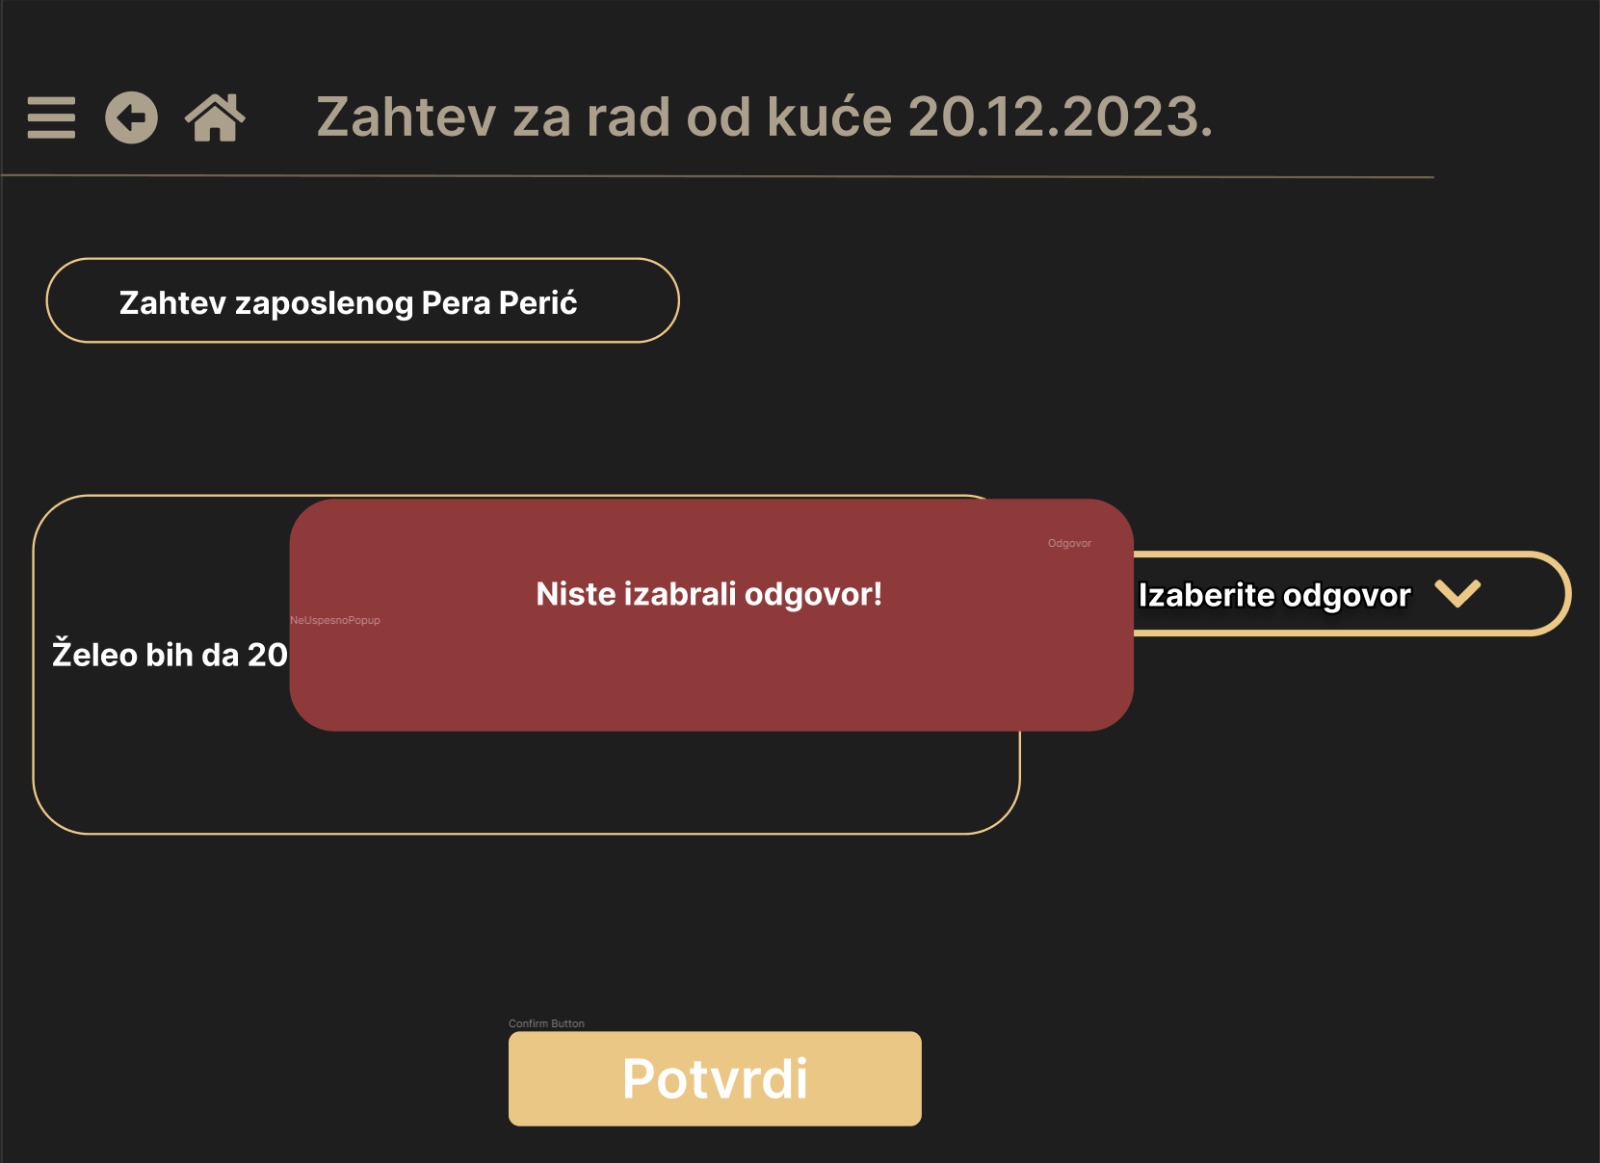 Zahtev za rad od kuće 20.12.2023.
Zahtev zaposlenog Pera Perić
Odgovor
Niste izabrali odgovor!
Izaberite odgovor
NeUspesnoPopup
Želeo bih da 20
Confirm Button
Potvrdi